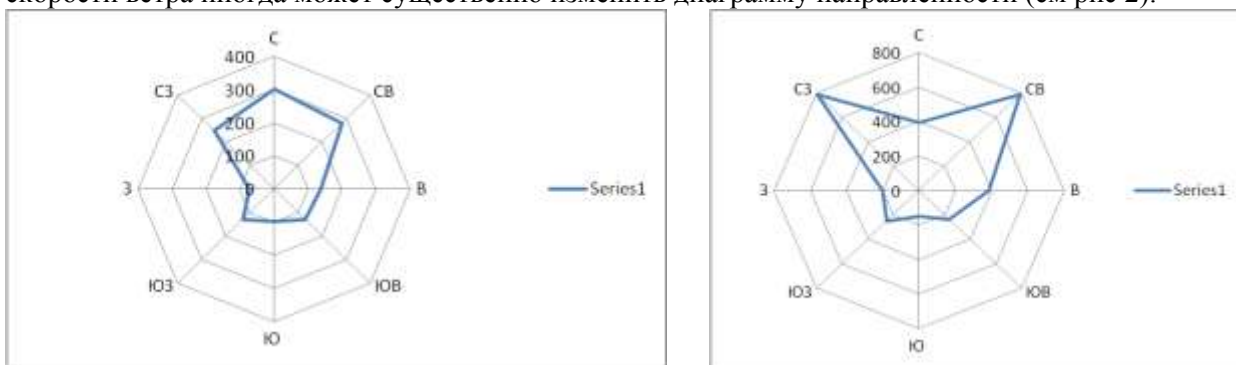 скорости ветра иногда может существенно изменить диаграмму направленности (см рис 2).
С
400
300
200
100
0
СВ
В
ЮВ
Ю
ЮЗ
З
СЗ
Series1
С
800
600
400
200
0
СВ
В
ЮВ
Ю
ЮЗ
З
СЗ
Series1